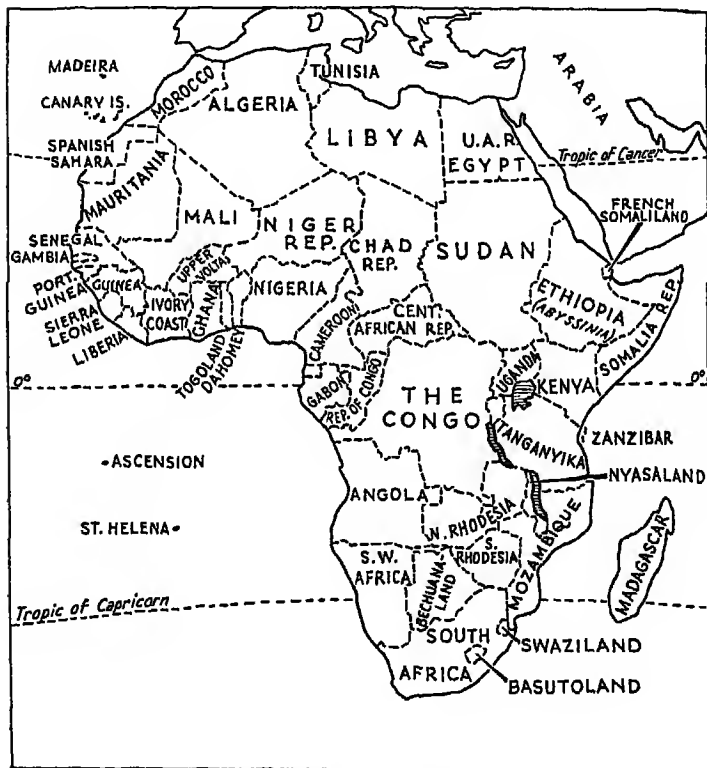 MADEIRA
CANARY IS.
MOROCCO
ALGERIA
TUNISIA
ARABIA
SPANISH
SAHARA
LIBYA
U.A.R.
EGYPT
Tropic of Cancer
MAURITANIA
MALI
NIGER
REP.
CHAD
REP.
SUDAN
FRENCH
SOMALILAND
SENEGAL
GAMBIA
PORT.
GUINEA
GUINEA
SIERRA
LEONE
LIBERIA
IVORY
COAST
UPPER
VOLTA
GHANA
TOGOLAND
DAHOMEY
NIGERIA
CAMEROON
CENT.
AFRICAN REP.
ETHIOPIA
(ABYSSINIA)
SOMALIA REP.
0°
0°
GABON
REP. OF CONGO
THE
CONGO
UGANDA
KENYA
TANGANYIKA
ZANZIBAR
NYASALAND
ASCENSION
ST. HELENA
ANGOLA
W. RHODESIA
S.
RHODESIA
MOZAMBIQUE
MADAGASCAR
S.W.
AFRICA
BECHUANA-
LAND
Tropic of Capricorn
SOUTH
AFRICA
SWAZILAND
BASUTOLAND